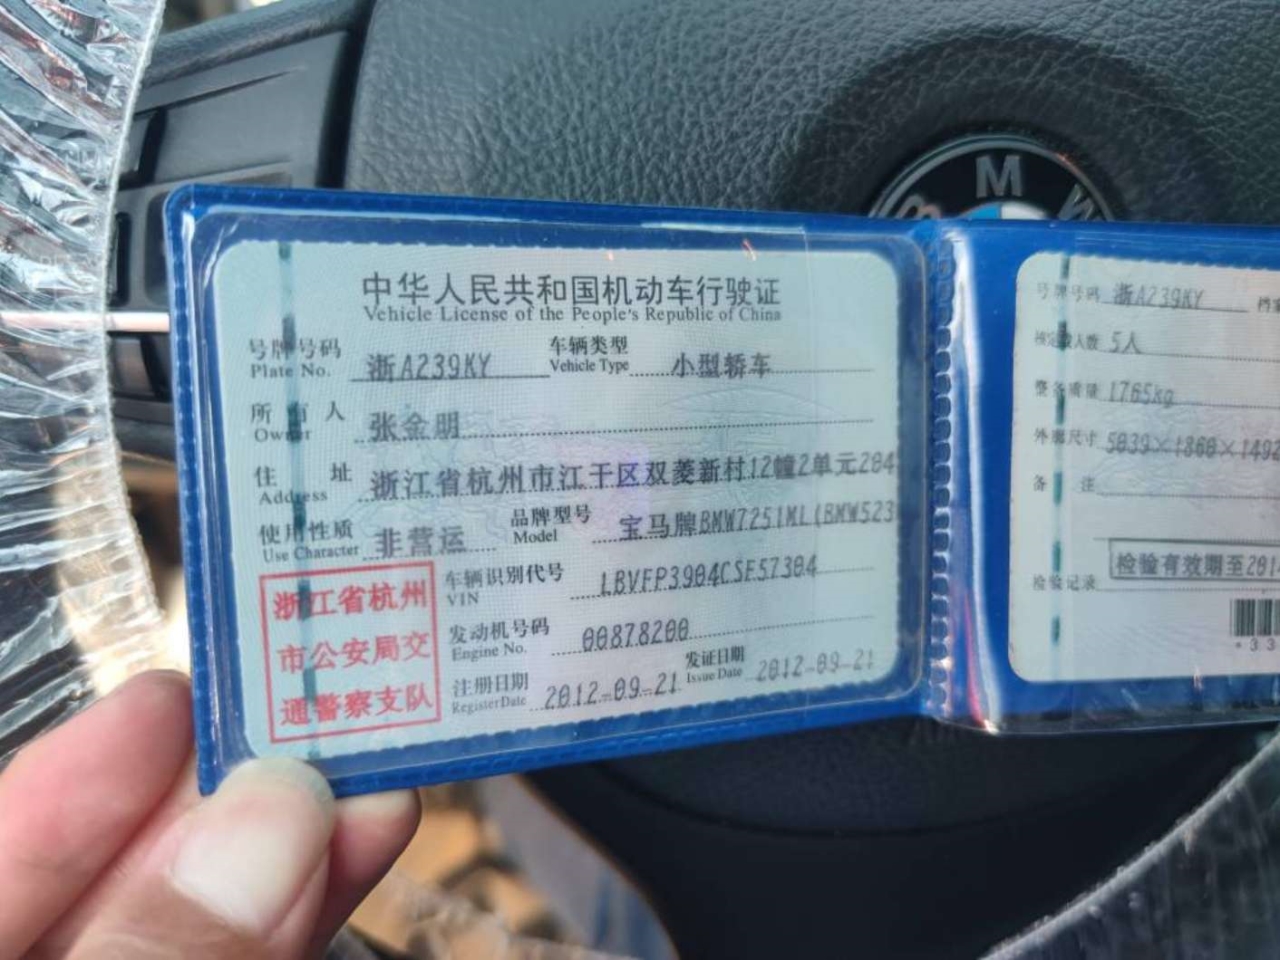 BMW
中华人民共和国机动车行驶证
Vehicle License of the People's Republic of China
号牌号码 浙A239KY 车辆类型 小型轿车
Plate No. Vehicle Type
所有人 张金明
Owner
住址 浙江省杭州市江干区双菱新村12幢2单元204
Address
使用性质 非营运 品牌型号 宝马牌BMW7251ML(BMW523
Use Character Model
浙江省杭州
市公安局交
通警察支队
车辆识别代号 LBVFP3904CSF57304
VIN
发动机号码 00878200
Engine No.
注册日期 2012-09-21 发证日期 2012-09-21
Register Date Issue Date
号牌号码 浙A239KY
核定载人数 5人
整备质量 1765kg
外廓尺寸 5039×1860×1492
备注
检验记录 检验有效期至201